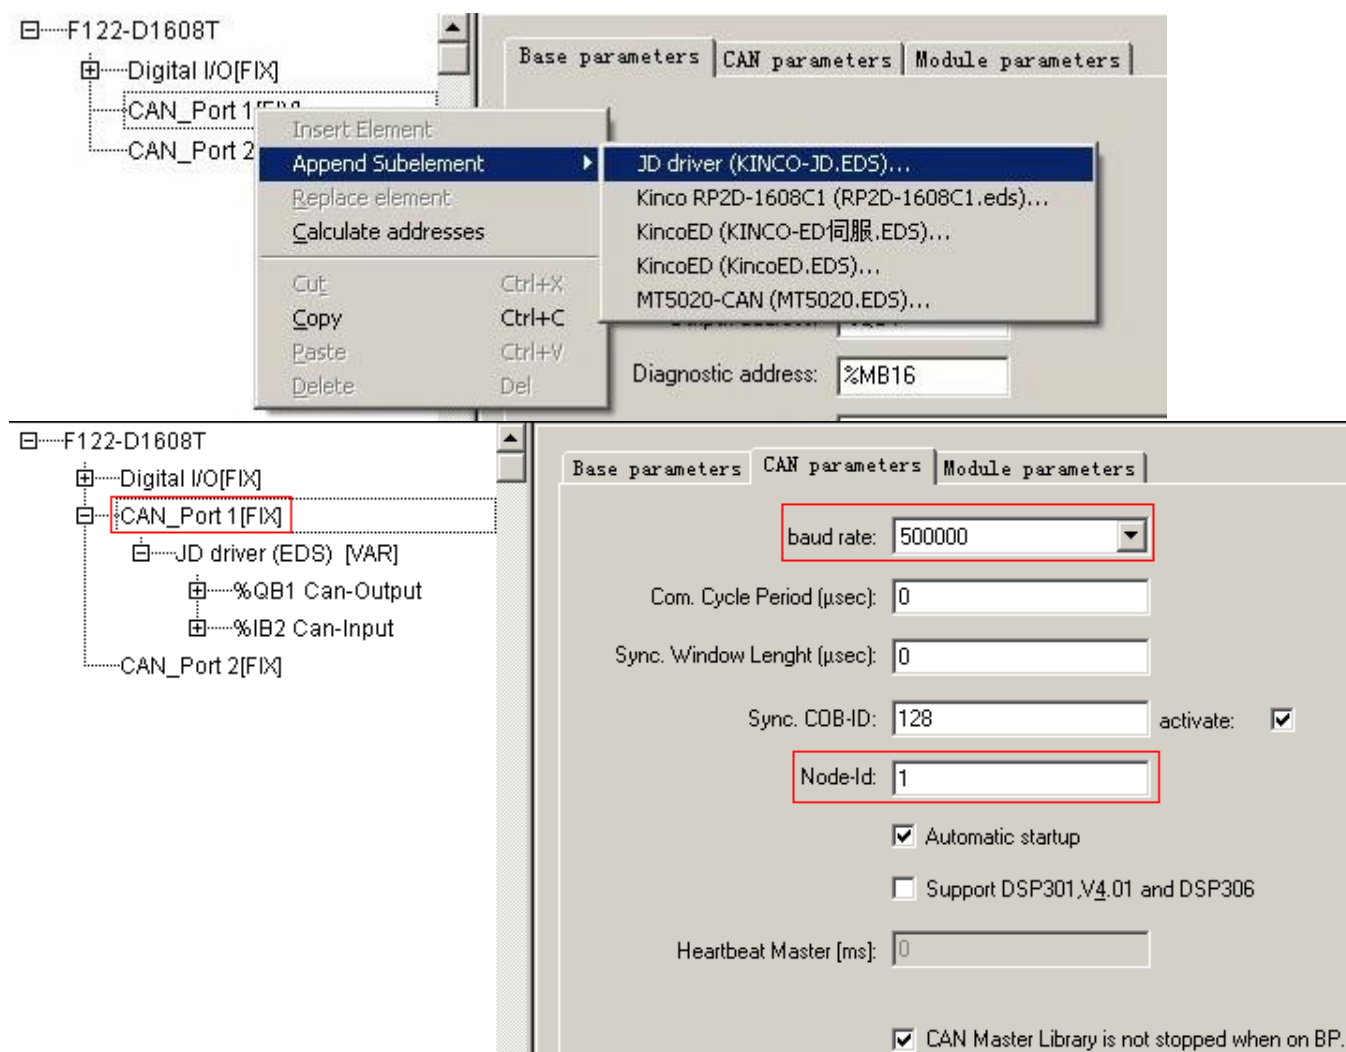 F122-D1608T
Digital I/O[FIX]
CAN_Port 1[FIX]
CAN_Port 2
Insert Element
Append Subelement
Replace element
Calculate addresses
Cut Ctrl+X
Copy Ctrl+C
Paste Ctrl+V
Delete Del
JD driver (KINCO-JD.EDS)...
Kinco RP2D-1608C1 (RP2D-1608C1.eds)...
KincoED (KINCO-ED伺服.EDS)...
KincoED (KincoED.EDS)...
MT5020-CAN (MT5020.EDS)...
Base parameters CAN parameters Module parameters
Diagnostic address: %MB16
F122-D1608T
Digital I/O[FIX]
CAN_Port 1[FIX]
JD driver (EDS) [VAR]
%QB1 Can-Output
%IB2 Can-Input
CAN_Port 2[FIX]
Base parameters CAN parameters Module parameters
baud rate: 500000
Com. Cycle Period (µsec): 0
Sync. Window Lenght (µsec): 0
Sync. COB-ID: 128 activate:
Node-Id: 1
Automatic startup
Support DSP301,V4.01 and DSP306
Heartbeat Master [ms]: 0
CAN Master Library is not stopped when on BP.